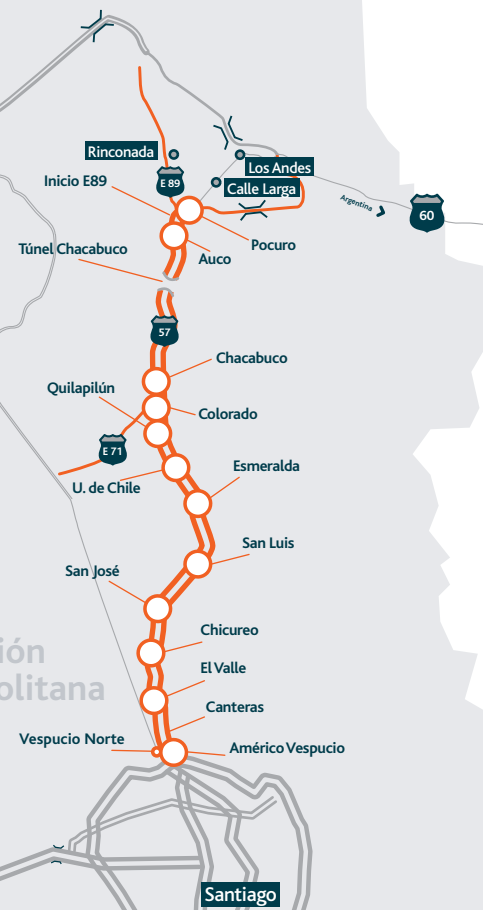 Rinconada
Los Andes
E 89
Inicio E89
Calle Larga
Argentina
60
Pocuro
Túnel Chacabuco
Auco
57
Chacabuco
Quilapilún
Colorado
E 71
Esmeralda
U. de Chile
San Luis
San José
Chicureo
ión
El Valle
olitana
Canteras
Vespucio Norte
Américo Vespucio
Santiago